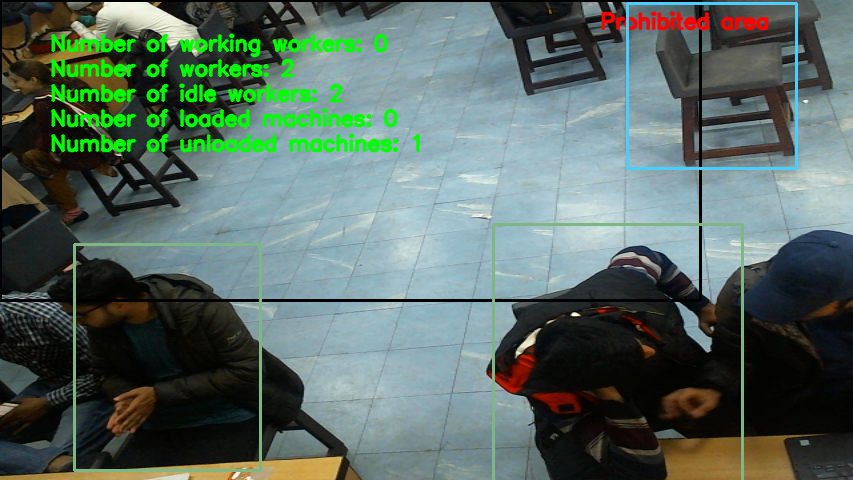 Prohibited area
Number of working workers: 0
Number of workers: 2
Number of idle workers: 2
Number of loaded machines: 0
Number of unloaded machines: 1